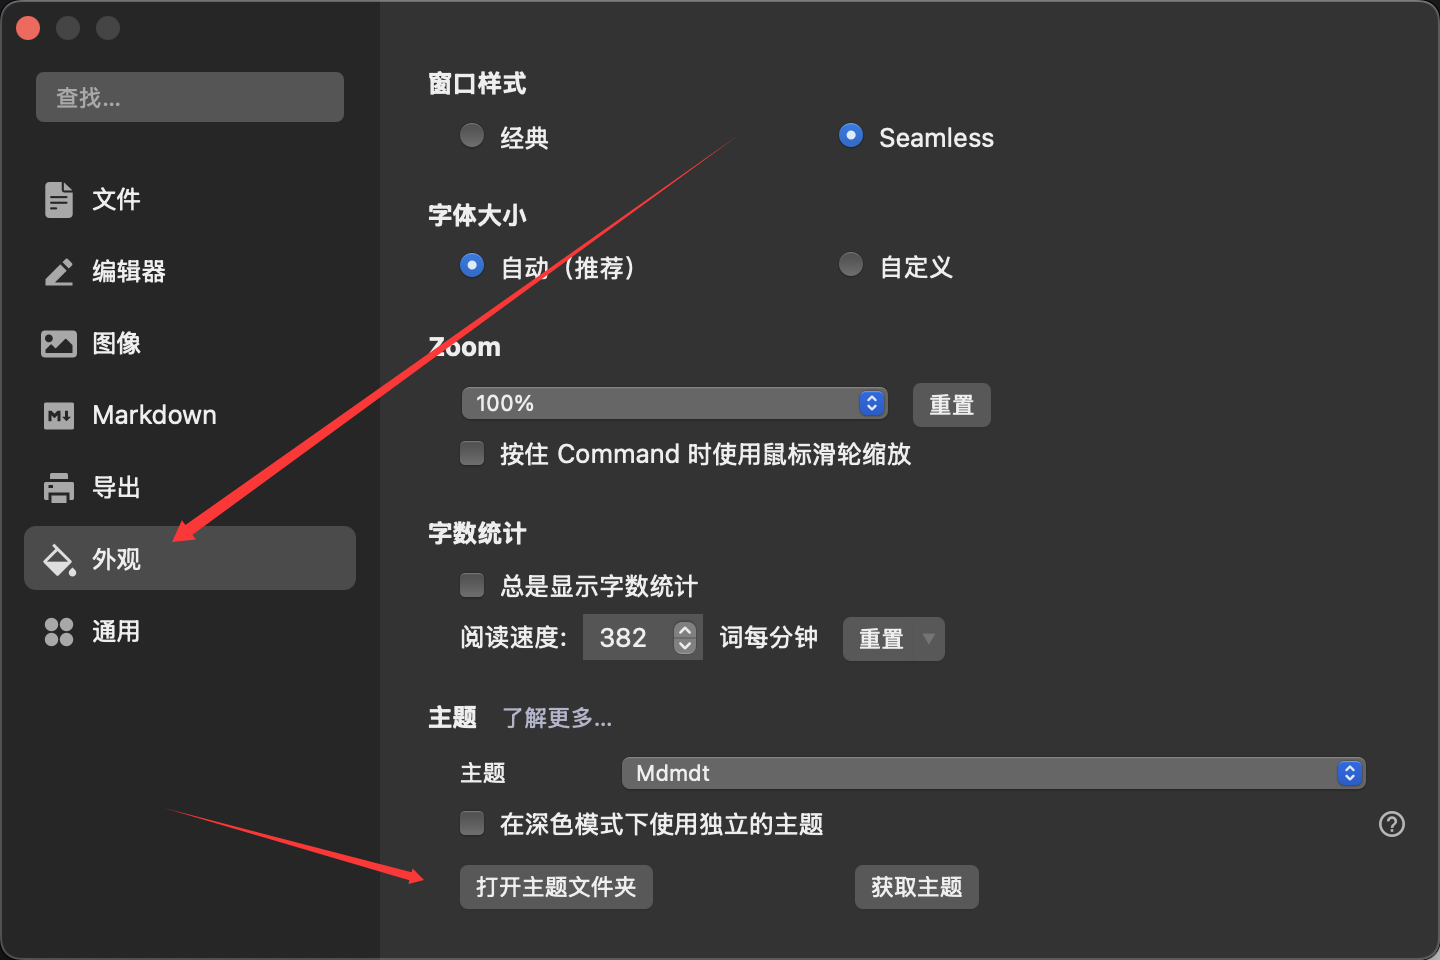 查找...
文件
编辑器
图像
Markdown
导出
外观
通用
窗口样式
经典
Seamless
字体大小
自动（推荐）
自定义
Zoom
100%
重置
按住 Command 时使用鼠标滑轮缩放
字数统计
总是显示字数统计
阅读速度: 382 词每分钟 重置
主题 了解更多...
主题 Mdmdt
在深色模式下使用独立的主题
打开主题文件夹
获取主题